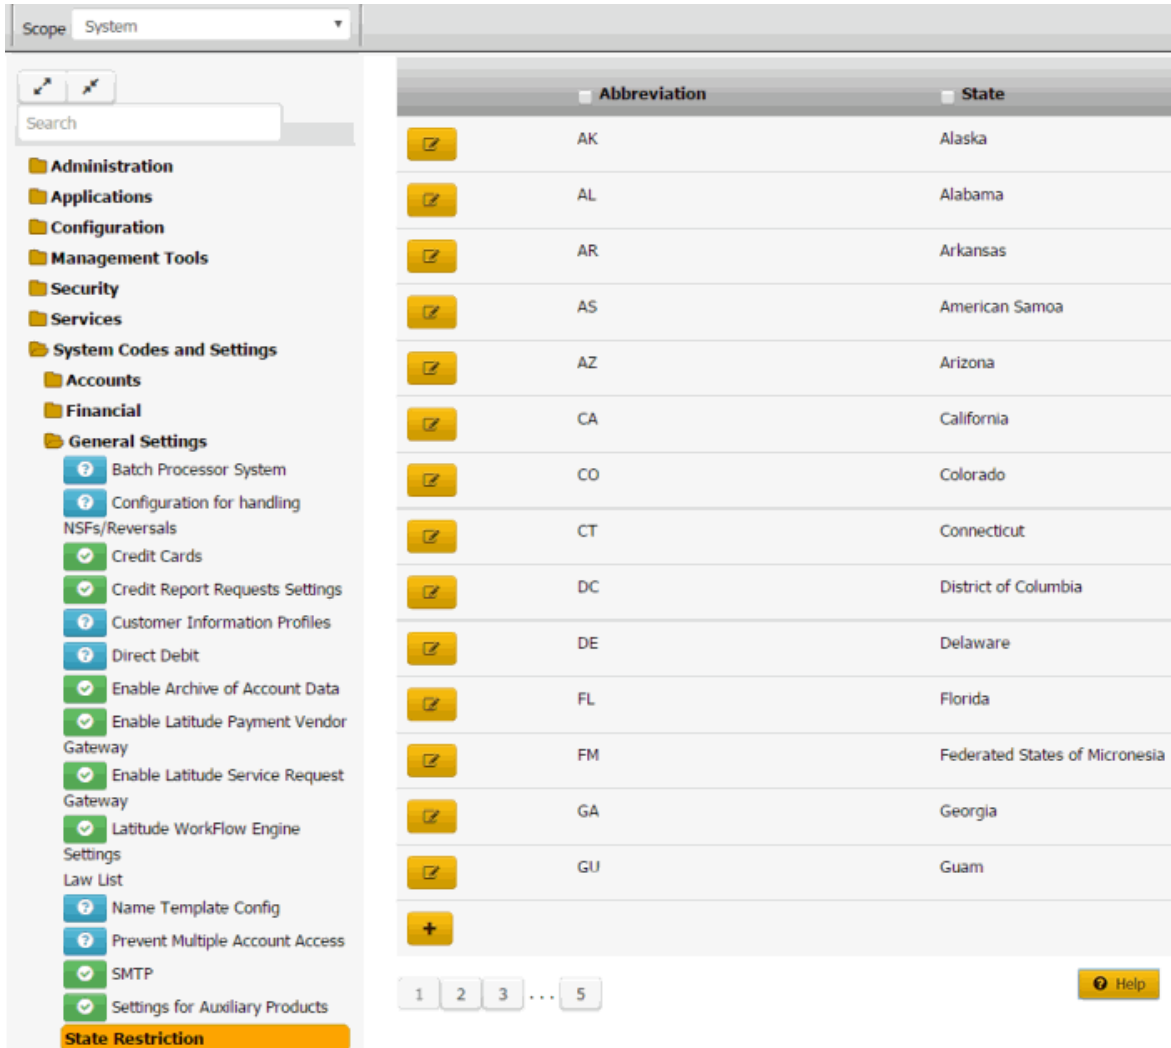 Scope System
Search
Administration
Applications
Configuration
Management Tools
Security
Services
System Codes and Settings
Accounts
Financial
General Settings
Batch Processor System
Configuration for handling
NSFs/Reversals
Credit Cards
Credit Report Requests Settings
Customer Information Profiles
Direct Debit
Enable Archive of Account Data
Enable Latitude Payment Vendor
Gateway
Enable Latitude Service Request
Gateway
Latitude WorkFlow Engine
Settings
Law List
Name Template Config
Prevent Multiple Account Access
SMTP
Settings for Auxiliary Products
State Restriction
Abbreviation State
AK Alaska
AL Alabama
AR Arkansas
AS American Samoa
AZ Arizona
CA California
CO Colorado
CT Connecticut
DC District of Columbia
DE Delaware
FL Florida
FM Federated States of Micronesia
GA Georgia
GU Guam
+
1 2 3 ... 5
Help